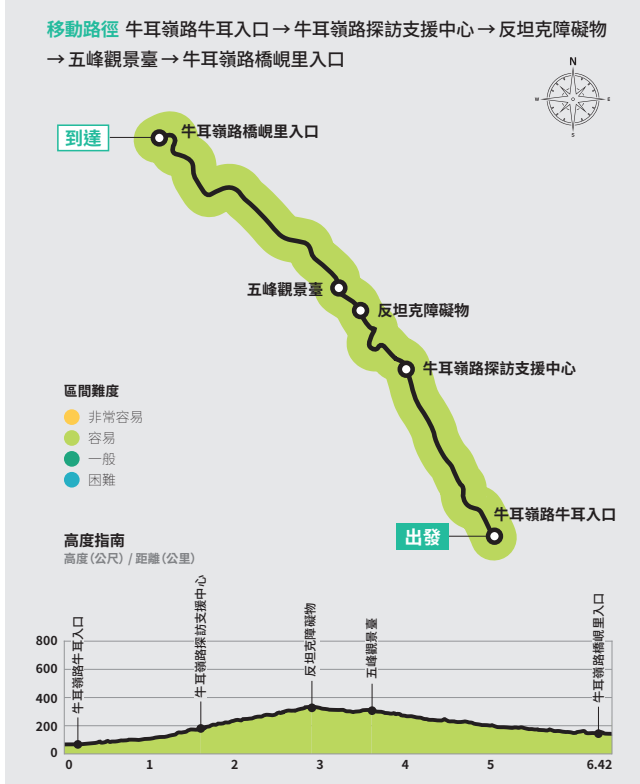 移動路徑 牛耳嶺路牛耳入口 → 牛耳嶺路探訪支援中心 → 反坦克障礙物
→ 五峰觀景臺 → 牛耳嶺路橋峴里入口
N
W
E
S
到達
牛耳嶺路橋峴里入口
五峰觀景臺
反坦克障礙物
牛耳嶺路探訪支援中心
區間難度
非常容易
容易
一般
困難
牛耳嶺路牛耳入口
出發
高度指南
高度(公尺) / 距離(公里)
牛耳嶺路牛耳入口
牛耳嶺路探訪支援中心
反坦克障礙物
五峰觀景臺
牛耳嶺路橋峴里入口
800
600
400
200
0
0 1 2 3 4 5 6.42